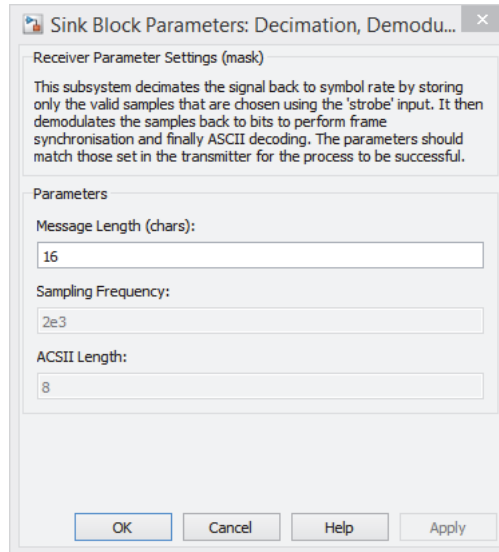 Sink Block Parameters: Decimation, Demodu...
Receiver Parameter Settings (mask)
This subsystem decimates the signal back to symbol rate by storing
only the valid samples that are chosen using the 'strobe' input. It then
demodulates the samples back to bits to perform frame
synchronisation and finally ASCII decoding. The parameters should
match those set in the transmitter for the process to be successful.
Parameters
Message Length (chars):
16
Sampling Frequency:
2e3
ACSII Length:
8
OK Cancel Help Apply